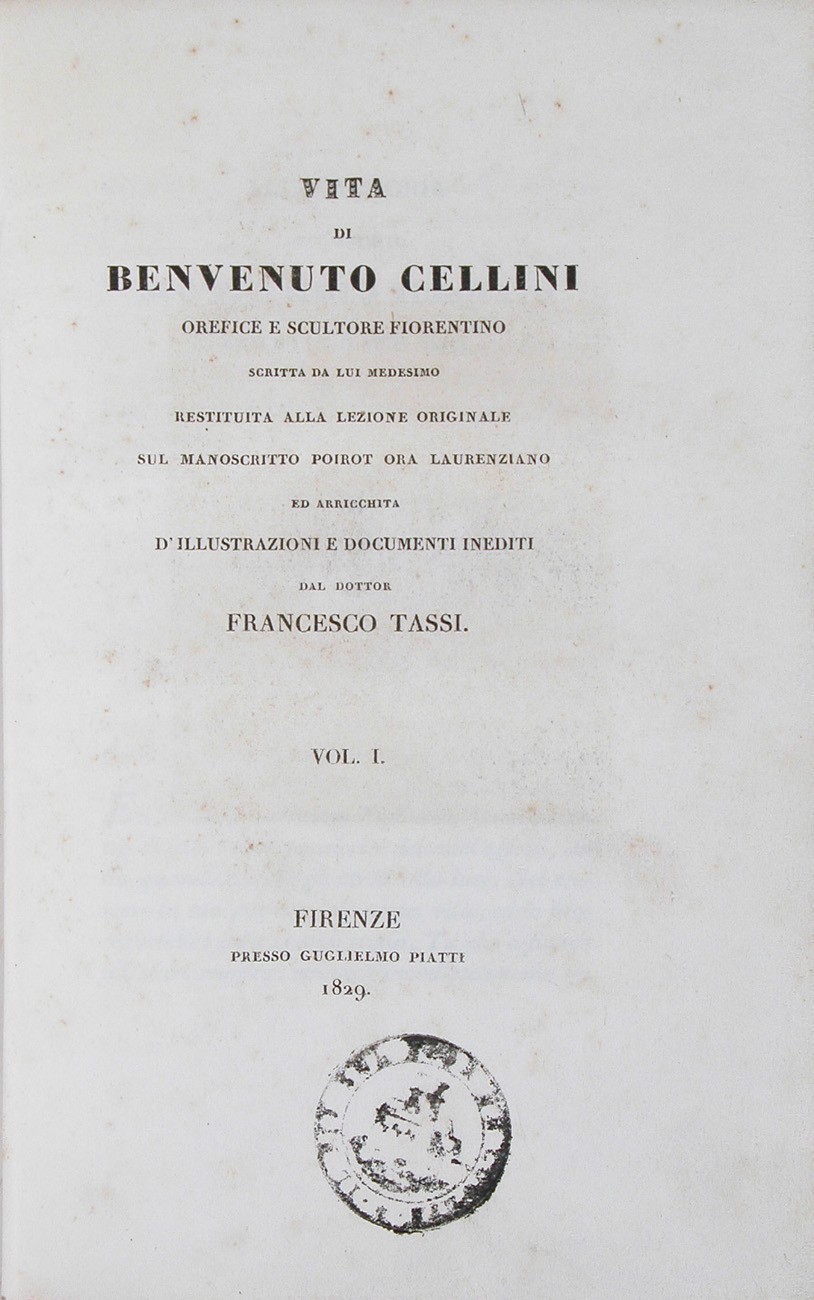 VITA
DI
BENVENUTO CELLINI
OREFICE E SCULTORE FIORENTINO
SCRITTA DA LUI MEDESIMO
RESTITUITA ALLA LEZIONE ORIGINALE
SUL MANOSCRITTO POIROT ORA LAURENZIANO
ED ARRICCHITA
D'ILLUSTRAZIONI E DOCUMENTI INEDITI
DAL DOTTOR
FRANCESCO TASSI.
VOL. I.
FIRENZE
PRESSO GUGLIELMO PIATTI
1829.